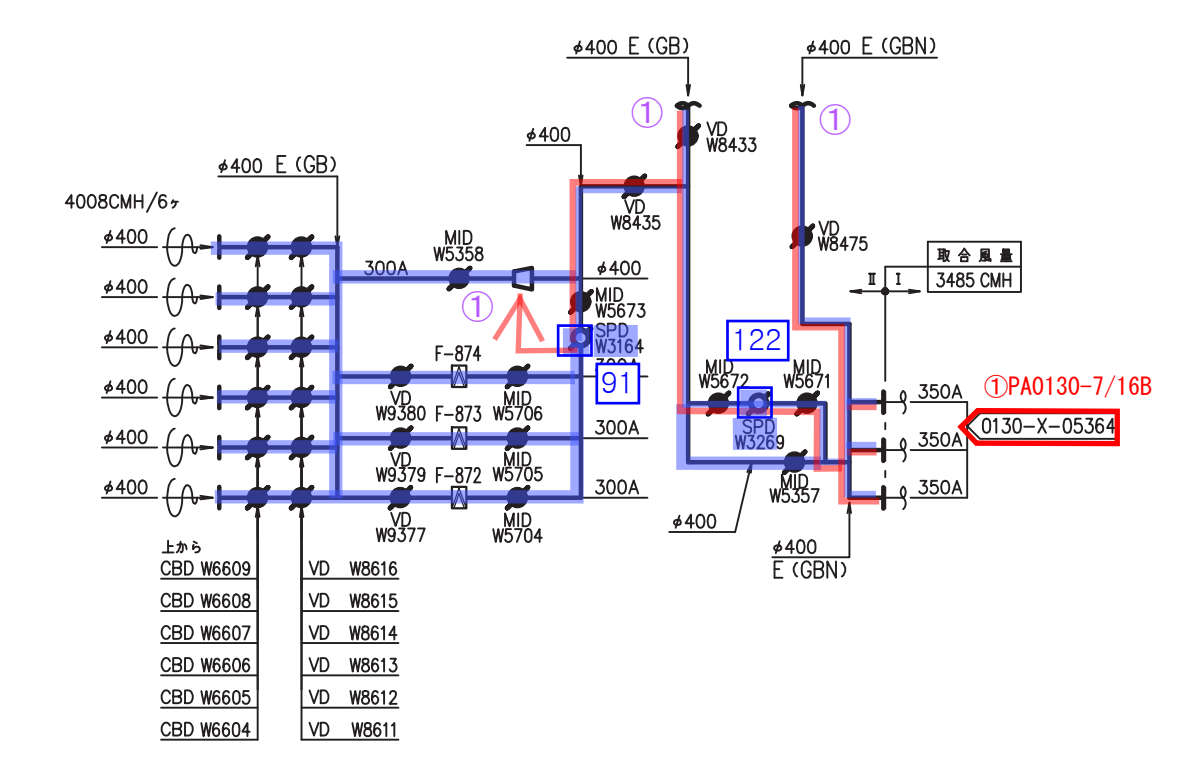 φ400 E (GB)
φ400 E (GBN)
①
①
VD
W8433
φ400
φ400 E (GB)
4008CMH/6ヶ
VD
W8435
VD
W8475
φ400
MID
W5358
300A
φ400
取合風量
3485 CMH
II I
φ400
①
MID
W5673
SPD
W3164
122
φ400
F-874
300A
91
MID
W5672
MID
W5671
①PA0130-7/16B
350A
φ400
VD
W9380
F-873
MID
W5706
SPD
W3269
0130-X-05364
φ400
300A
350A
VD
W9379
F-872
MID
W5705
MID
W5357
φ400
300A
350A
VD
W9377
MID
W5704
φ400
φ400
E (GBN)
上から
CBD W6609
VD W8616
CBD W6608
VD W8615
CBD W6607
VD W8614
CBD W6606
VD W8613
CBD W6605
VD W8612
CBD W6604
VD W8611